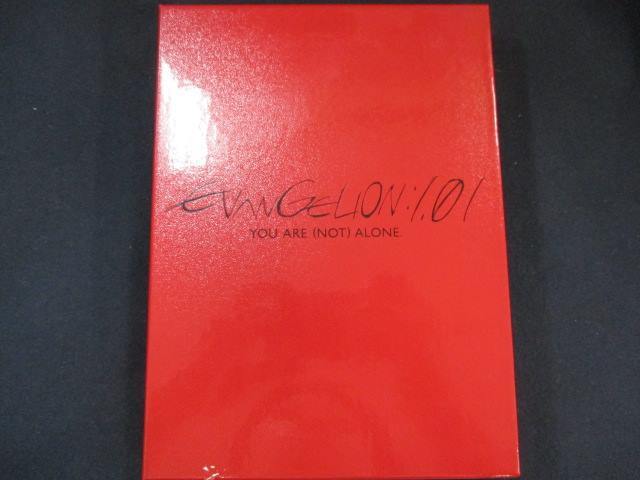 EVANGELION:1.01
YOU ARE (NOT) ALONE.